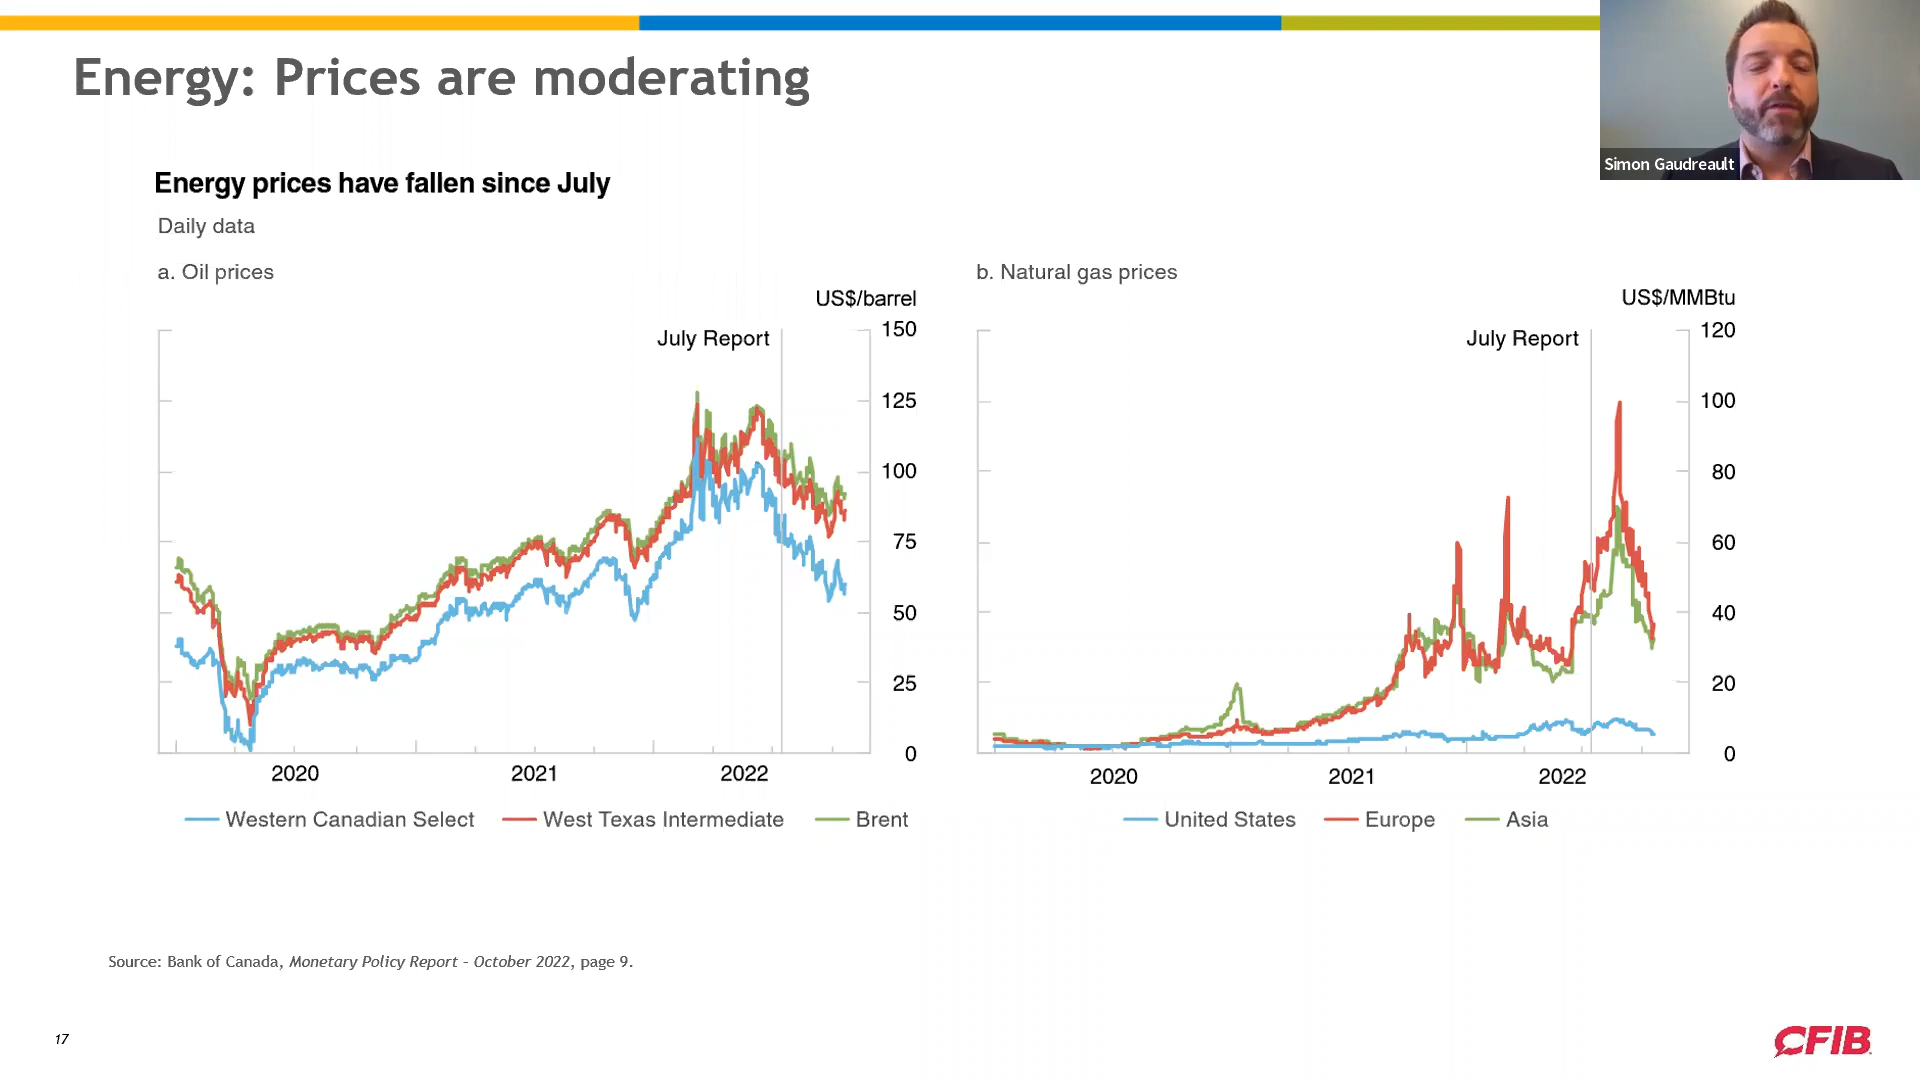 Energy: Prices are moderating
Simon Gaudreault
Energy prices have fallen since July
Daily data
a. Oil prices
US$/barrel
July Report
150
125
100
75
50
25
0
2020 2021 2022
Western Canadian Select West Texas Intermediate Brent
b. Natural gas prices
US$/MMBtu
July Report
120
100
80
60
40
20
0
2020 2021 2022
United States Europe Asia
Source: Bank of Canada, Monetary Policy Report – October 2022, page 9.
17
CFIB